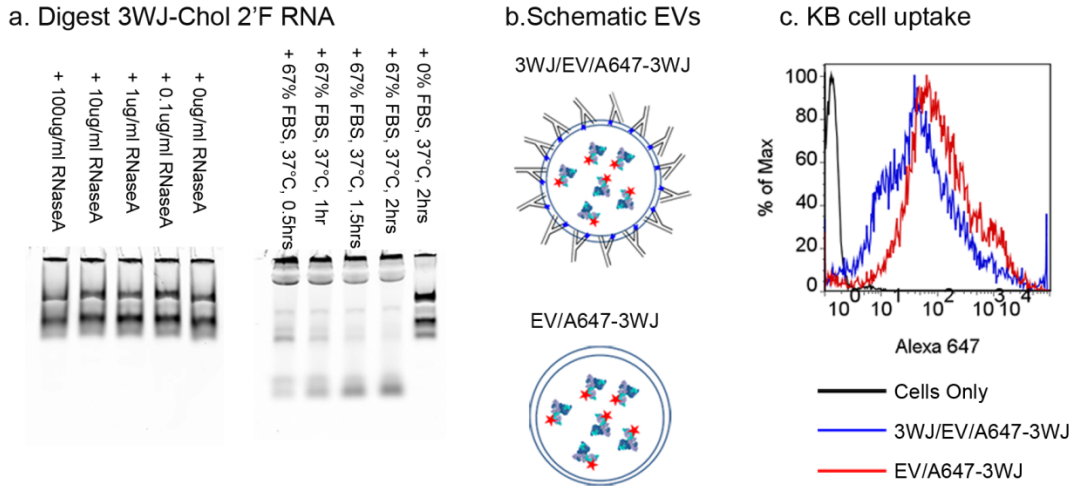 a. Digest 3WJ-Chol 2'F RNA
+ 100ug/ml RNaseA
+ 10ug/ml RNaseA
+ 1ug/ml RNaseA
+ 0.1ug/ml RNaseA
+ 0ug/ml RNaseA
+ 67% FBS, 37°C, 0.5hrs
+ 67% FBS, 37°C, 1hr
+ 67% FBS, 37°C, 1.5hrs
+ 67% FBS, 37°C, 2hrs
+0% FBS, 37°C, 2hrs
b.Schematic EVs
3WJ/EV/A647-3WJ
EV/A647-3WJ
c. KB cell uptake
% of Max
100
80
60
40
20
0
10^0 10^1 10^2 10^3 10^4
Alexa 647
Cells Only
3WJ/EV/A647-3WJ
EV/A647-3WJ